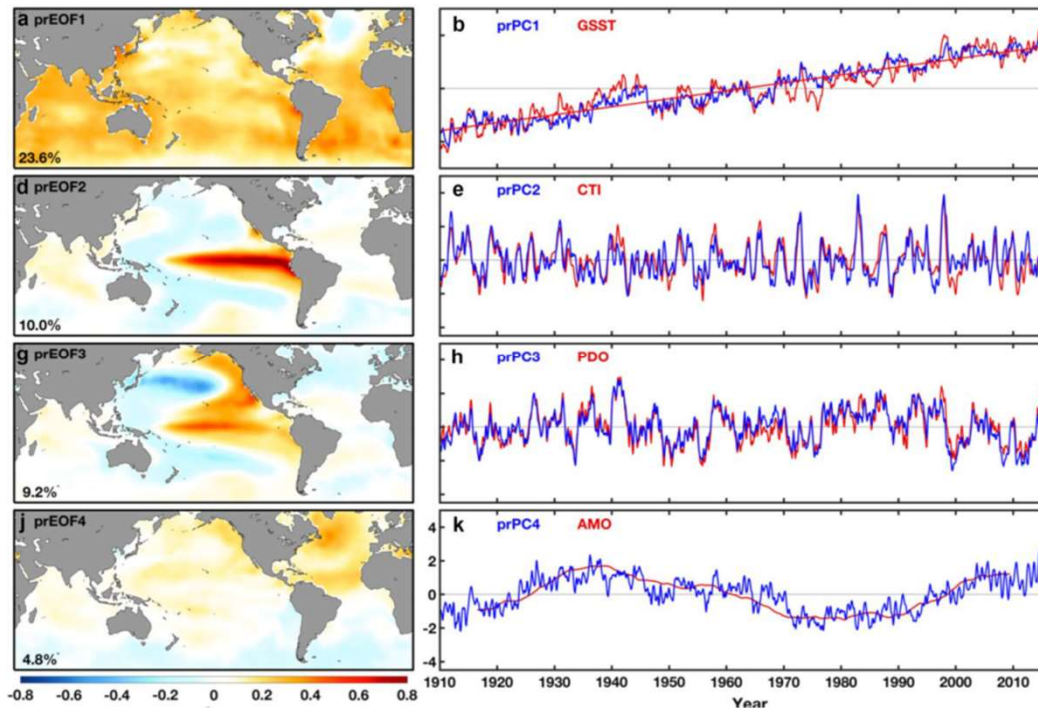 a prEOF1
23.6%
b prPC1 GSST
d prEOF2
10.0%
e prPC2 CTI
g prEOF3
9.2%
h prPC3 PDO
j prEOF4
4.8%
k prPC4 AMO
4
2
0
-2
-4
-0.8 -0.6 -0.4 -0.2 0 0.2 0.4 0.6 0.8
1910 1920 1930 1940 1950 1960 1970 1980 1990 2000 2010
Year